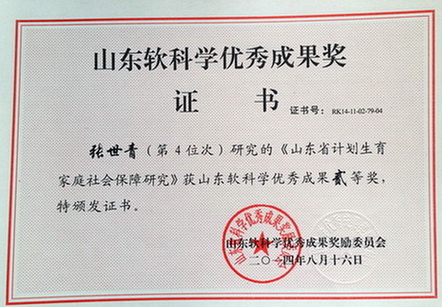 山东软科学优秀成果奖
证 书
证书号: RK14-11-02-79-04
张世青（第 4 位次）研究的《山东省计划生育
家庭社会保障研究》获山东软科学优秀成果贰等奖，
特颁发证书。
山东软科学优秀成果奖励委员会
二〇一四年八月十六日